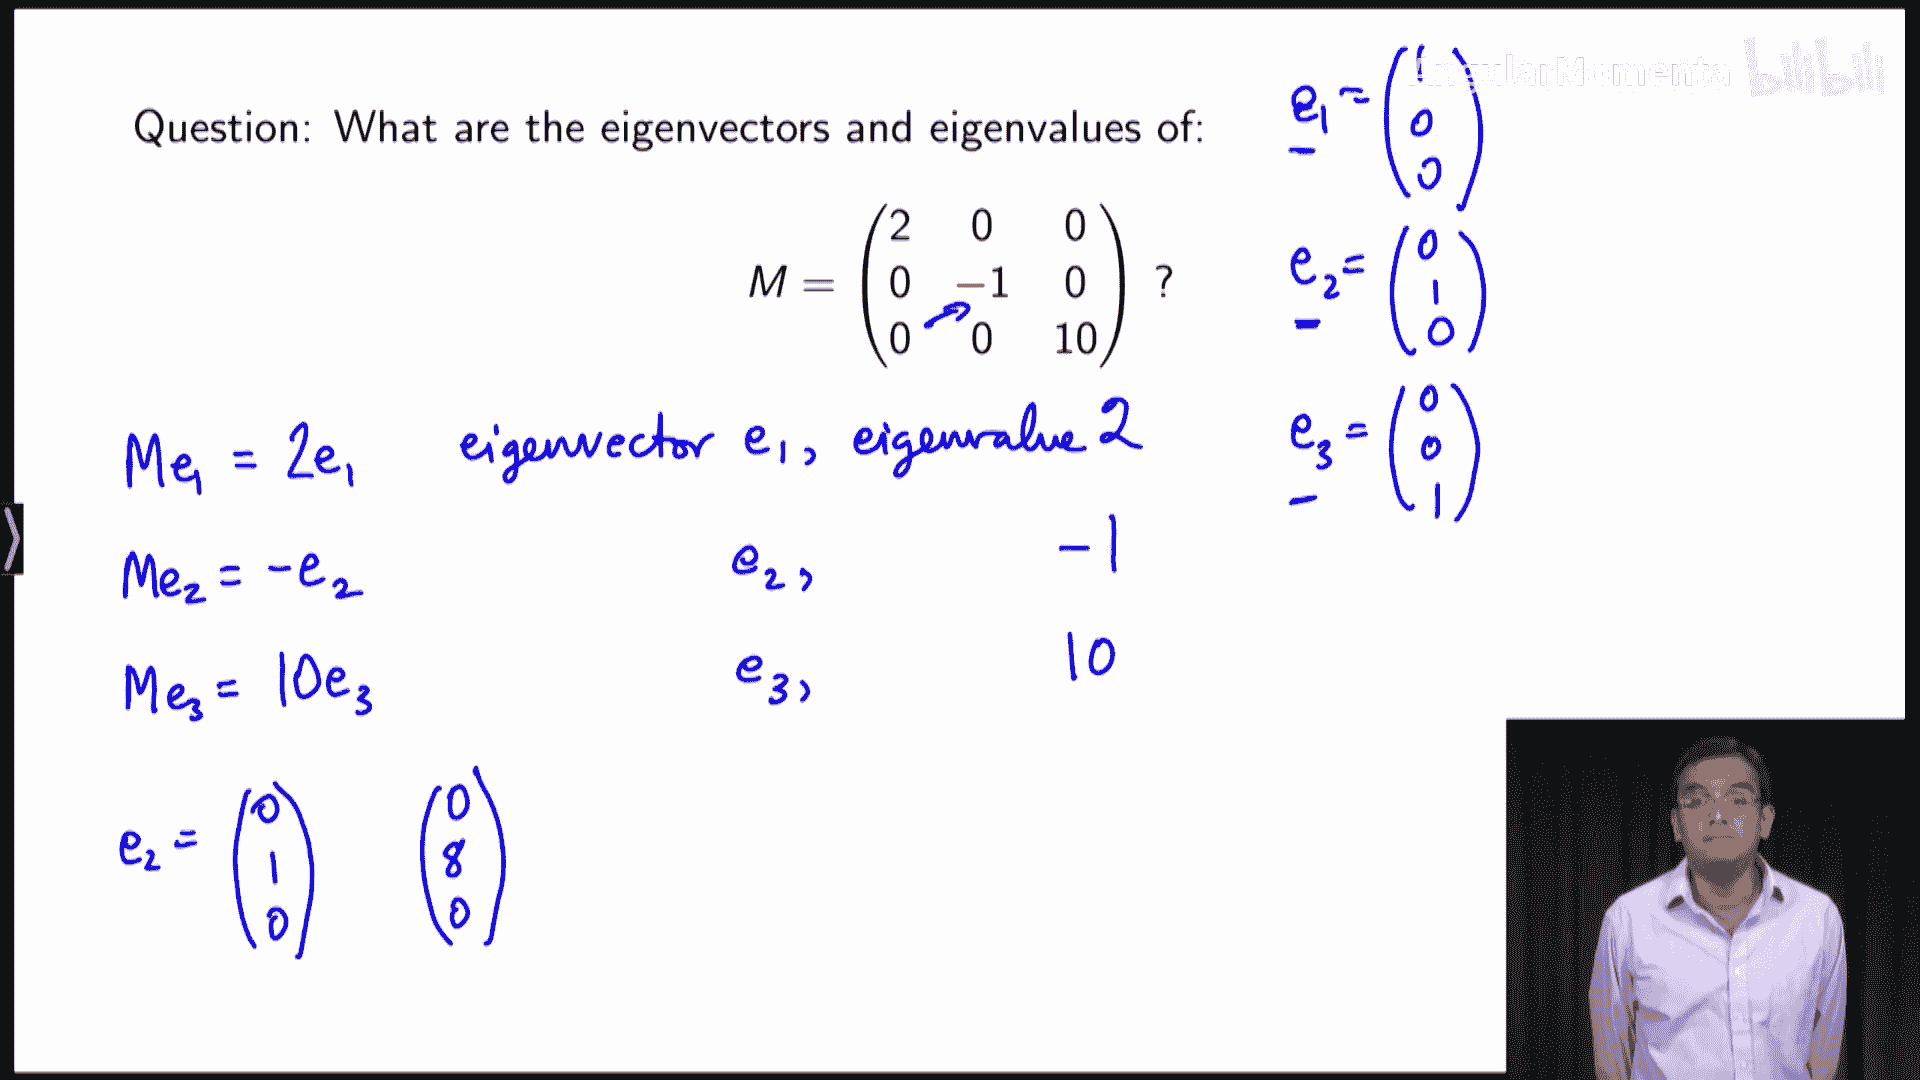 AngularMomenta bilibili
Question: What are the eigenvectors and eigenvalues of:
M = ( 2 0 0
0 −1 0
0 0 10 ) ?
e1 = ( 1
0
0 )
e2 = ( 0
1
0 )
e3 = ( 0
0
1 )
Me1 = 2e1 eigenvector e1, eigenvalue 2
Me2 = -e2 e2, -1
Me3 = 10e3 e3, 10
e2 = ( 0 ( 0
1 8
0 ) 0 )